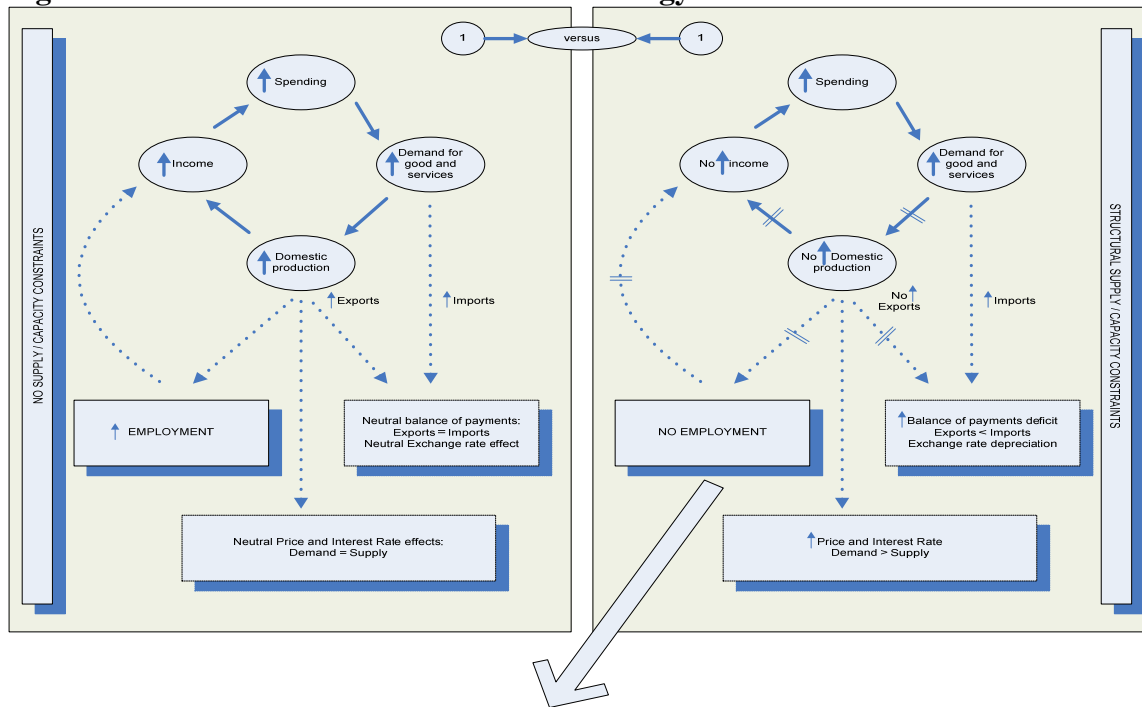 1
versus
1
NO SUPPLY / CAPACITY CONSTRAINTS
Spending
Income
Demand for
good and
services
Domestic
production
Exports
Imports
EMPLOYMENT
Neutral balance of payments:
Exports = Imports
Neutral Exchange rate effect
Neutral Price and Interest Rate effects:
Demand = Supply
Spending
No income
Demand for
good and
services
No Domestic
production
No
Exports
Imports
NO EMPLOYMENT
Balance of payments deficit
Exports < Imports
Exchange rate depreciation
Price and Interest Rate
Demand > Supply
STRUCTURAL SUPPLY / CAPACITY CONSTRAINTS